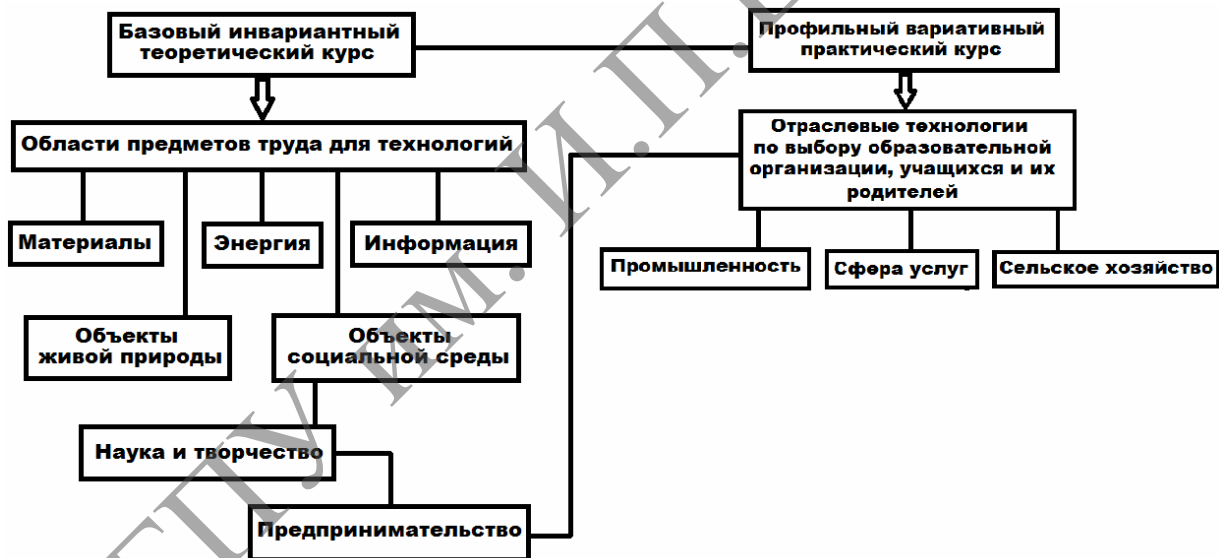 Базовый инвариантный
теоретический курс
Профильный вариативный
практический курс
Области предметов труда для технологий
Отраслевые технологии
по выбору образовательной
организации, учащихся и их
родителей
Материалы
Энергия
Информация
Промышленность
Сфера услуг
Сельское хозяйство
Объекты
живой природы
Объекты
социальной среды
Наука и творчество
Предпринимательство
ГГПУ им. И.П.